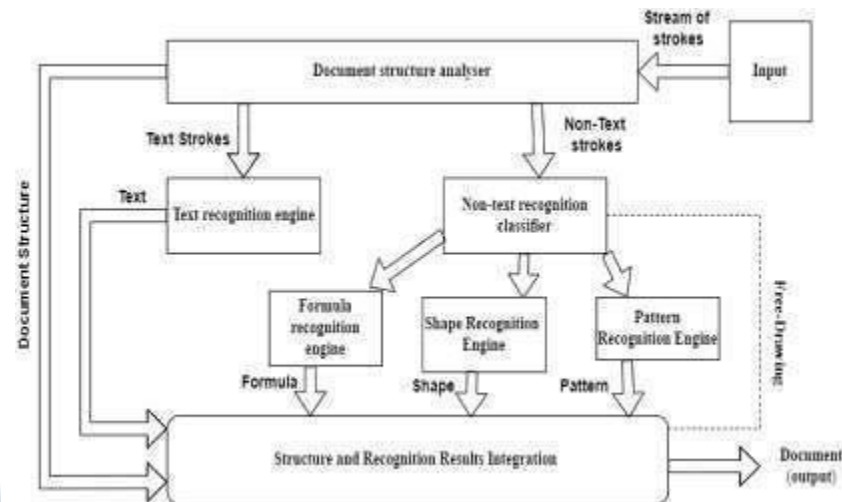 Stream of
strokes
Document structure analyser
Input
Text Strokes
Non-Text
strokes
Document Structure
Text
Text recognition engine
Non-text recognition
classifier
Formula
recognition
engine
Shape Recognition
Engine
Pattern
Recognition Engine
Free-Drawing
Formula
Shape
Pattern
Structure and Recognition Results Integration
Document
(output)